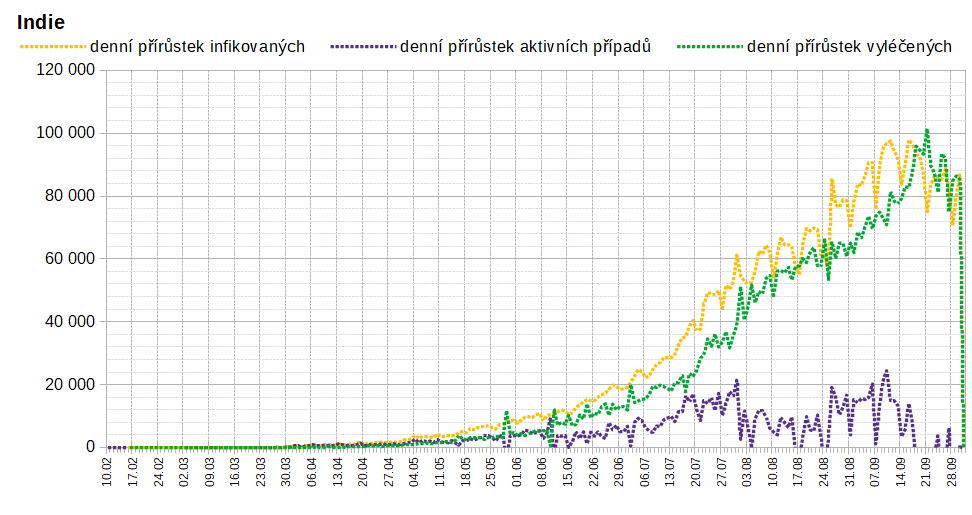 Indie
denní přírůstek infikovaných denní přírůstek aktivních případů denní přírůstek vyléčených
120 000
100 000
80 000
60 000
40 000
20 000
0
10.02 17.02 24.02 02.03 09.03 16.03 23.03 30.03 06.04 13.04 20.04 27.04 04.05 11.05 18.05 25.05 01.06 08.06 15.06 22.06 29.06 06.07 13.07 20.07 27.07 03.08 10.08 17.08 24.08 31.08 07.09 14.09 21.09 28.09